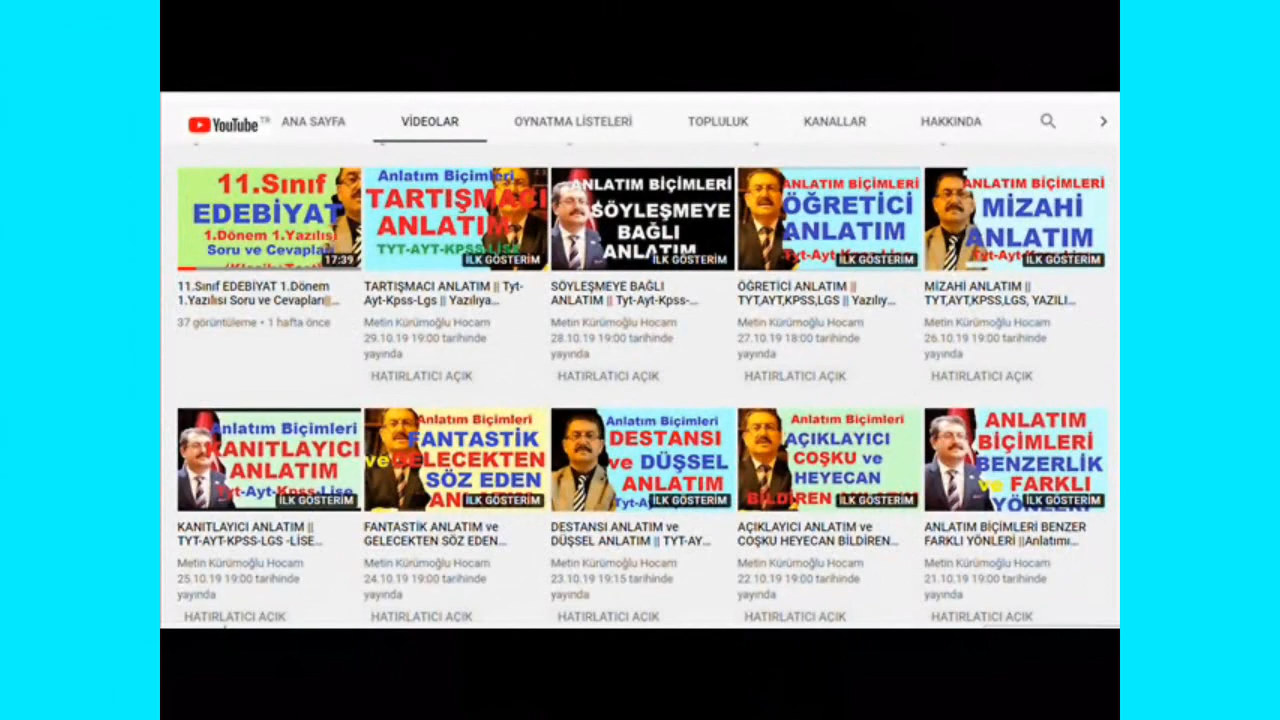 YouTube TR ANA SAYFA VİDEOLAR OYNATMA LİSTELERİ TOPLULUK KANALLAR HAKKINDA
11.Sınıf
EDEBİYAT
1.Dönem 1.Yazılısı
Soru ve Cevapları
17:39
11.Sınıf EDEBİYAT 1.Dönem
1.Yazılısı Soru ve Cevapları||...
37 görüntüleme • 1 hafta önce
Anlatım Biçimleri
TARTIŞMACI
ANLATIM
TYT-AYT-KPSS-LİSE
İLK GÖSTERİM
TARTIŞMACI ANLATIM || Tyt-
Ayt-Kpss-Lgs || Yazılıya...
Metin Kürümoğlu Hocam
29.10.19 19:00 tarihinde
yayında
HATIRLATICI AÇIK
ANLATIM BİÇİMLERİ
SÖYLEŞMEYE
BAĞLI
ANLATIM
İLK GÖSTERİM
SÖYLEŞMEYE BAĞLI
ANLATIM || Tyt-Ayt-Kpss-...
Metin Kürümoğlu Hocam
28.10.19 19:00 tarihinde
yayında
HATIRLATICI AÇIK
ANLATIM BİÇİMLERİ
ÖĞRETİCİ
ANLATIM
İLK GÖSTERİM
ÖĞRETİCİ ANLATIM ||
TYT,AYT,KPSS,LGS || Yazılıy...
Metin Kürümoğlu Hocam
27.10.19 18:00 tarihinde
yayında
HATIRLATICI AÇIK
ANLATIM BİÇİMLERİ
MİZAHİ
ANLATIM
İLK GÖSTERİM
MİZAHİ ANLATIM ||
TYT,AYT,KPSS,LGS, YAZILI...
Metin Kürümoğlu Hocam
26.10.19 19:00 tarihinde
yayında
HATIRLATICI AÇIK
Anlatım Biçimleri
KANITLAYICI
ANLATIM
Tyt-Ayt-Kpss-Lise
İLK GÖSTERİM
KANITLAYICI ANLATIM ||
TYT-AYT-KPSS-LGS -LİSE...
Metin Kürümoğlu Hocam
25.10.19 19:00 tarihinde
yayında
HATIRLATICI AÇIK
Anlatım Biçimleri
FANTASTİK
ve GELECEKTEN
SÖZ EDEN
İLK GÖSTERİM
FANTASTİK ANLATIM ve
GELECEKTEN SÖZ EDEN...
Metin Kürümoğlu Hocam
24.10.19 19:00 tarihinde
yayında
HATIRLATICI AÇIK
Anlatım Biçimleri
DESTANSI
ve DÜŞSEL
ANLATIM
İLK GÖSTERİM
DESTANSI ANLATIM ve
DÜŞSEL ANLATIM || TYT-AY...
Metin Kürümoğlu Hocam
23.10.19 19:15 tarihinde
yayında
HATIRLATICI AÇIK
Anlatım Biçimleri
AÇIKLAYICI
COŞKU ve
HEYECAN
BİLDİREN
İLK GÖSTERİM
AÇIKLAYICI ANLATIM ve
COŞKU HEYECAN BİLDİREN...
Metin Kürümoğlu Hocam
22.10.19 19:00 tarihinde
yayında
HATIRLATICI AÇIK
ANLATIM
BİÇİMLERİ
BENZERLİK
ve FARKLI
YÖNLERİ
İLK GÖSTERİM
ANLATIM BİÇİMLERİ BENZER
FARKLI YÖNLERİ ||Anlatımı...
Metin Kürümoğlu Hocam
21.10.19 19:00 tarihinde
yayında
HATIRLATICI AÇIK